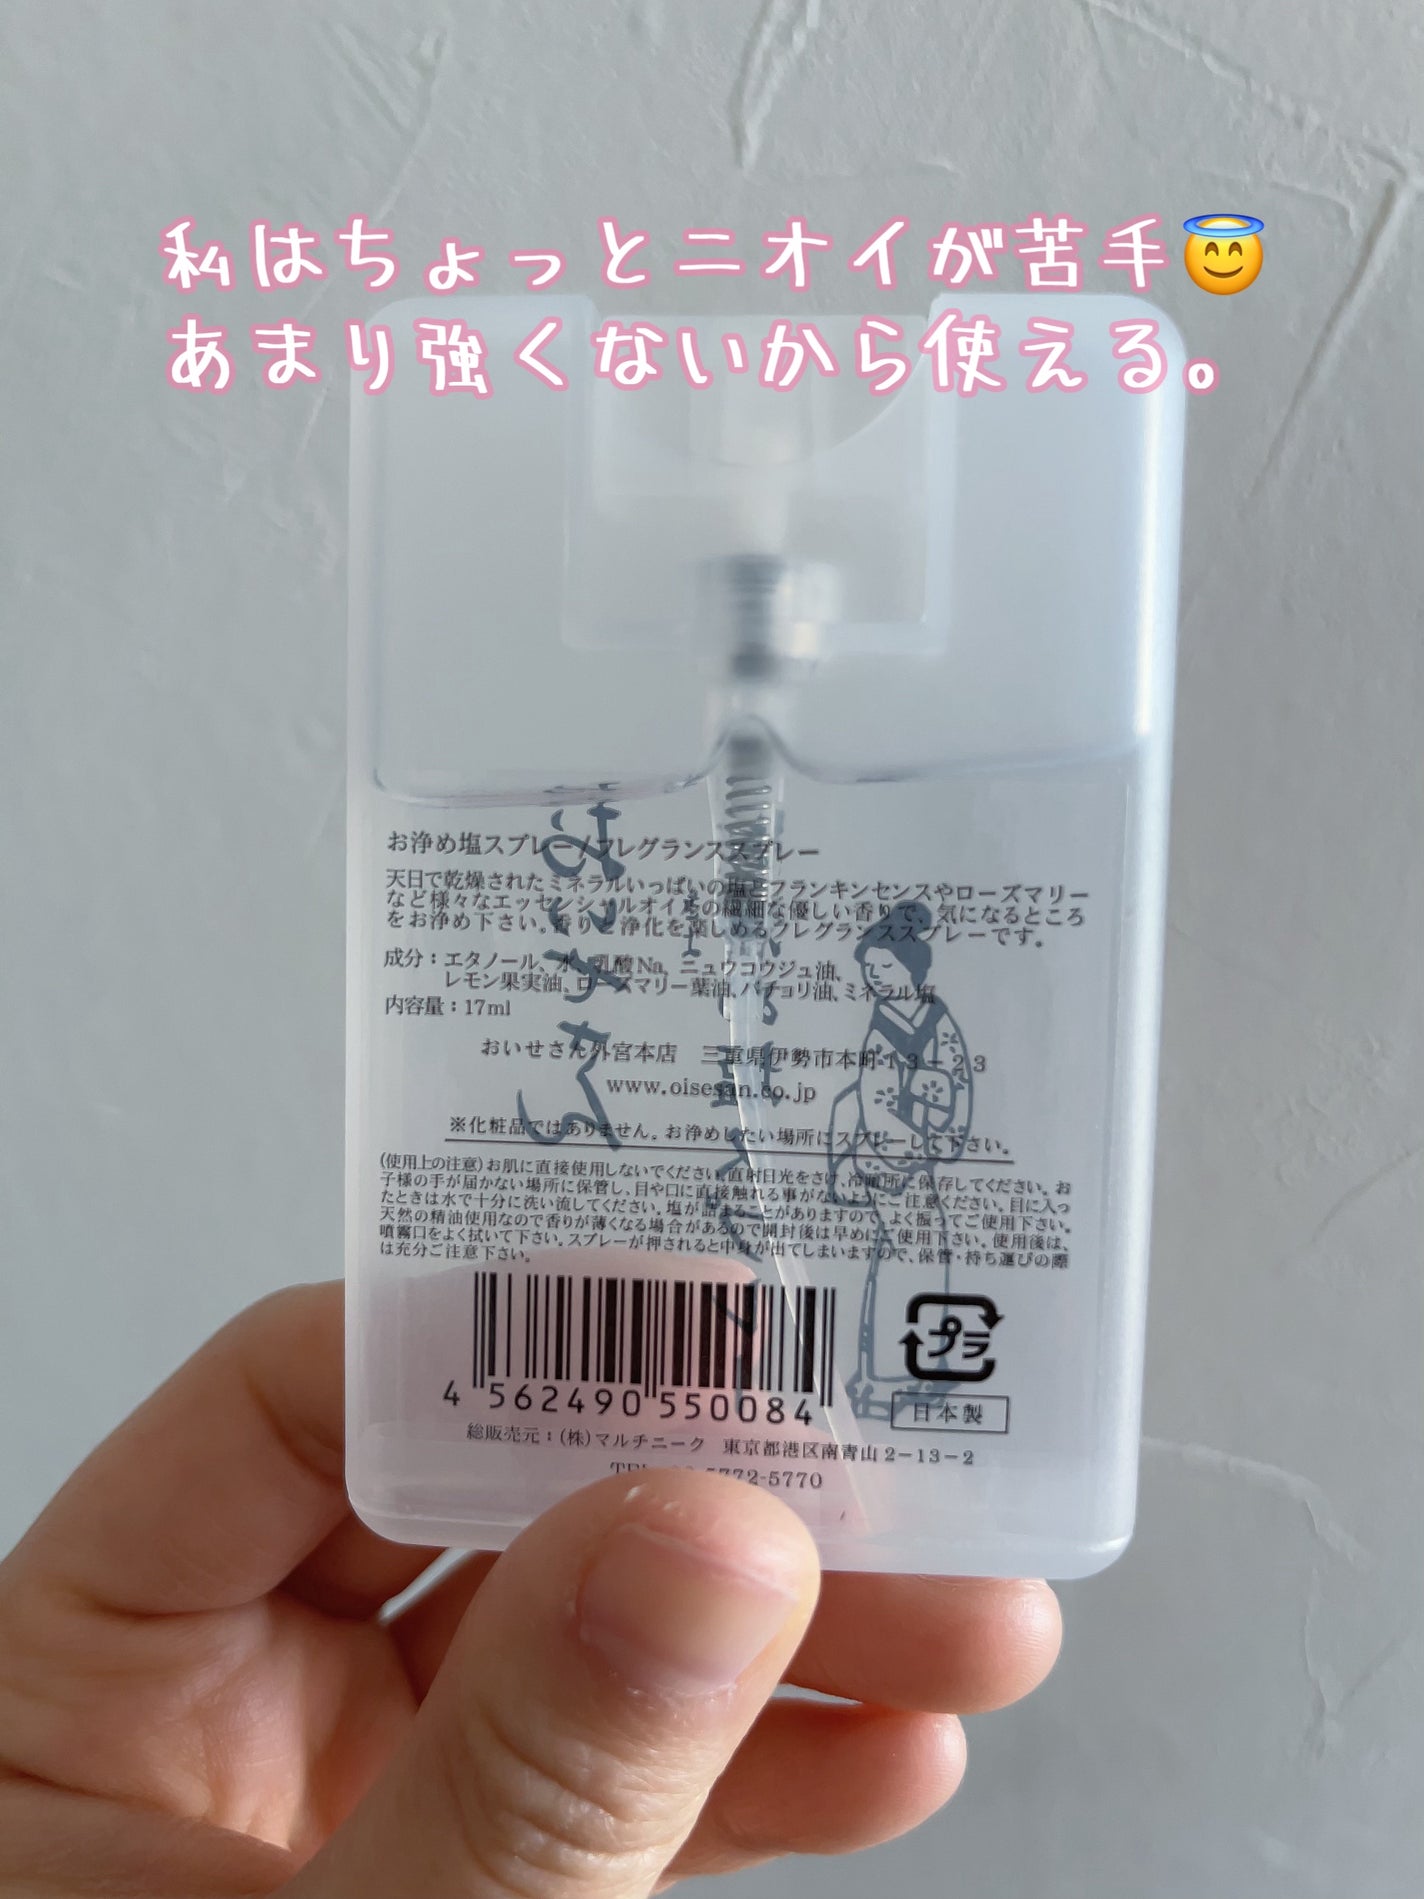 私はちょっとニオイが苦手😇
あまり強くないから使える。
お浄め塩スプレー/フレグランススプレー
天日で乾燥されたミネラルいっぱいの塩とフランキンセンスやローズマリー
など様々なエッセンシャルオイルの繊細な優しい香りで、気になるところ
をお浄め下さい。香りと浄化を楽しめるフレグランススプレーです。
成分：エタノール、水、乳酸Na、ニュウコウジュ油、
レモン果実油、ローズマリー葉油、パチョリ油、ミネラル塩
内容量：17ml
おいせさん外宮本店　三重県伊勢市本町13－23
www.oisesan.co.jp
※化粧品ではありません。お浄めしたい場所にスプレーして下さい。
(使用上の注意)お肌に直接使用しないでください。直射日光をさけ、冷暗所に保存してください。お
子様の手が届かない場所に保管し、目や口に直接触れる事がないようにご注意ください。目に入っ
たときは水で十分に洗い流してください。塩が詰まることがありますので、よく振ってご使用下さい。
天然の精油使用なので香りが薄くなる場合があるので開封後は早めにご使用下さい。使用後は、
噴霧口をよく拭いて下さい。スプレーが押されると中身が出てしまいますので、保管・持ち運びの際
は充分ご注意下さい。
4 562490 550084
プラ
日本製
総販売元：(株)マルチニーク　東京都港区南青山2－13－2
5772-5770